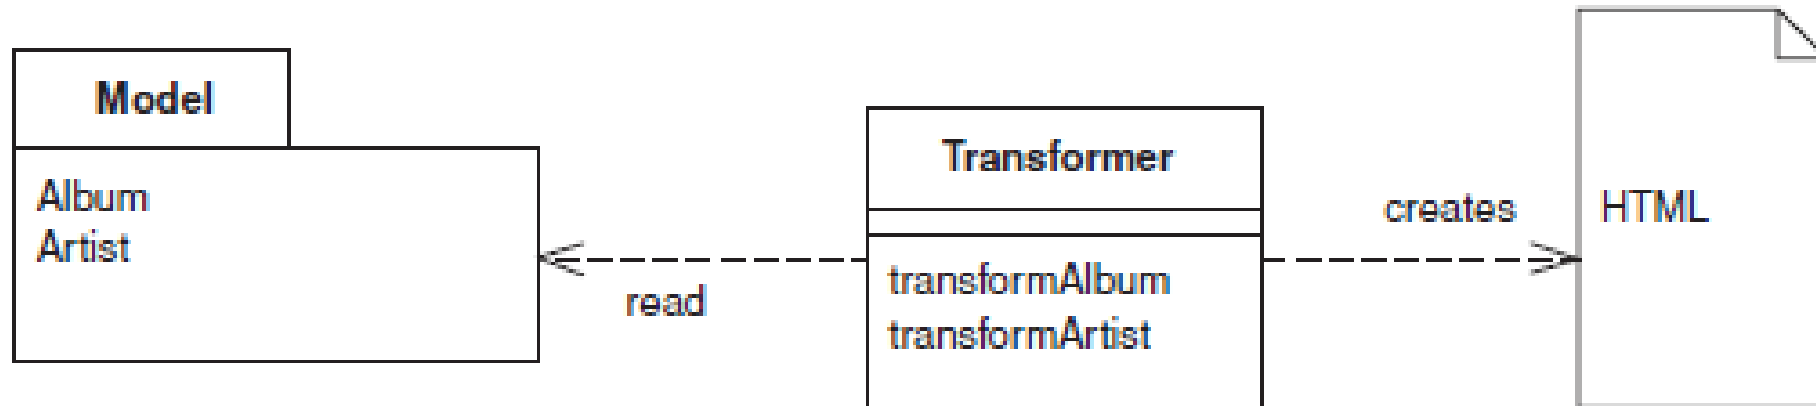 Model
Album
Artist
read
Transformer
transformAlbum
transformArtist
creates
HTML